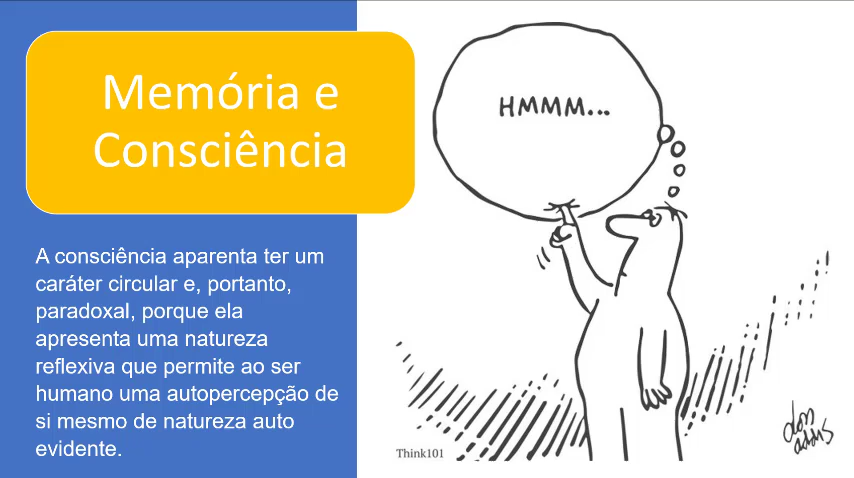 Memória e
Consciência
A consciência aparenta ter um
caráter circular e, portanto,
paradoxal, porque ela
apresenta uma natureza
reflexiva que permite ao ser
humano uma autopercepção de
si mesmo de natureza auto
evidente.
HMMM...
Think101
don
addis